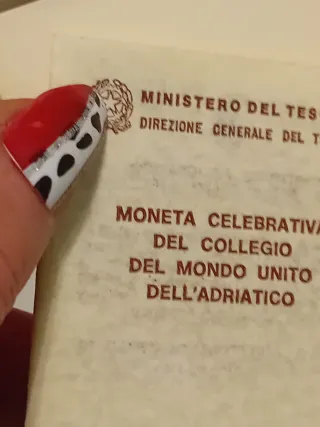 MINISTERO DEL TES
DIREZIONE GENERALE DEL T
MONETA CELEBRATIVA
DEL COLLEGIO
DEL MONDO UNITO
DELL'ADRIATICO